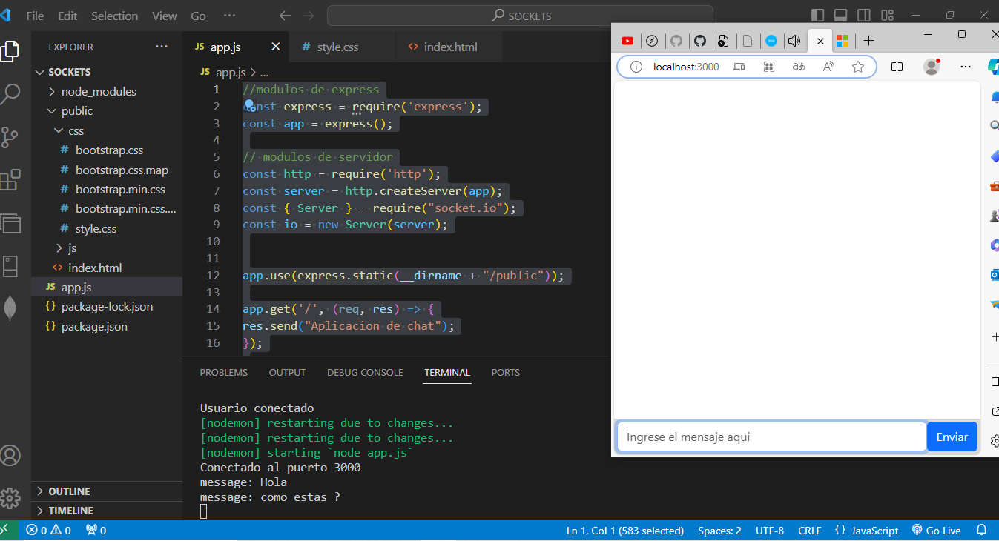 File Edit Selection View Go ··· SOCKETS
EXPLORER ···
SOCKETS
node_modules
public
css
# bootstrap.css
# bootstrap.css.map
# bootstrap.min.css
# bootstrap.min.css....
# style.css
js
<> index.html
JS app.js
{} package-lock.json
{} package.json
OUTLINE
TIMELINE
JS app.js × # style.css <> index.html
JS app.js > ...
1 //modulos de express
2 const express = require('express');
3 const app = express();
4
5 // modulos de servidor
6 const http = require('http');
7 const server = http.createServer(app);
8 const { Server } = require("socket.io");
9 const io = new Server(server);
10
11
12 app.use(express.static(__dirname + "/public"));
13
14 app.get('/', (req, res) => {
15 res.send("Aplicacion de chat");
16 });
PROBLEMS OUTPUT DEBUG CONSOLE TERMINAL PORTS
Usuario conectado
[nodemon] restarting due to changes...
[nodemon] restarting due to changes...
[nodemon] starting `node app.js`
Conectado al puerto 3000
message: Hola
message: como estas ?
localhost:3000
Ingrese el mensaje aqui
Enviar
0 0 0 Ln 1, Col 1 (583 selected) Spaces: 2 UTF-8 CRLF {} JavaScript Go Live